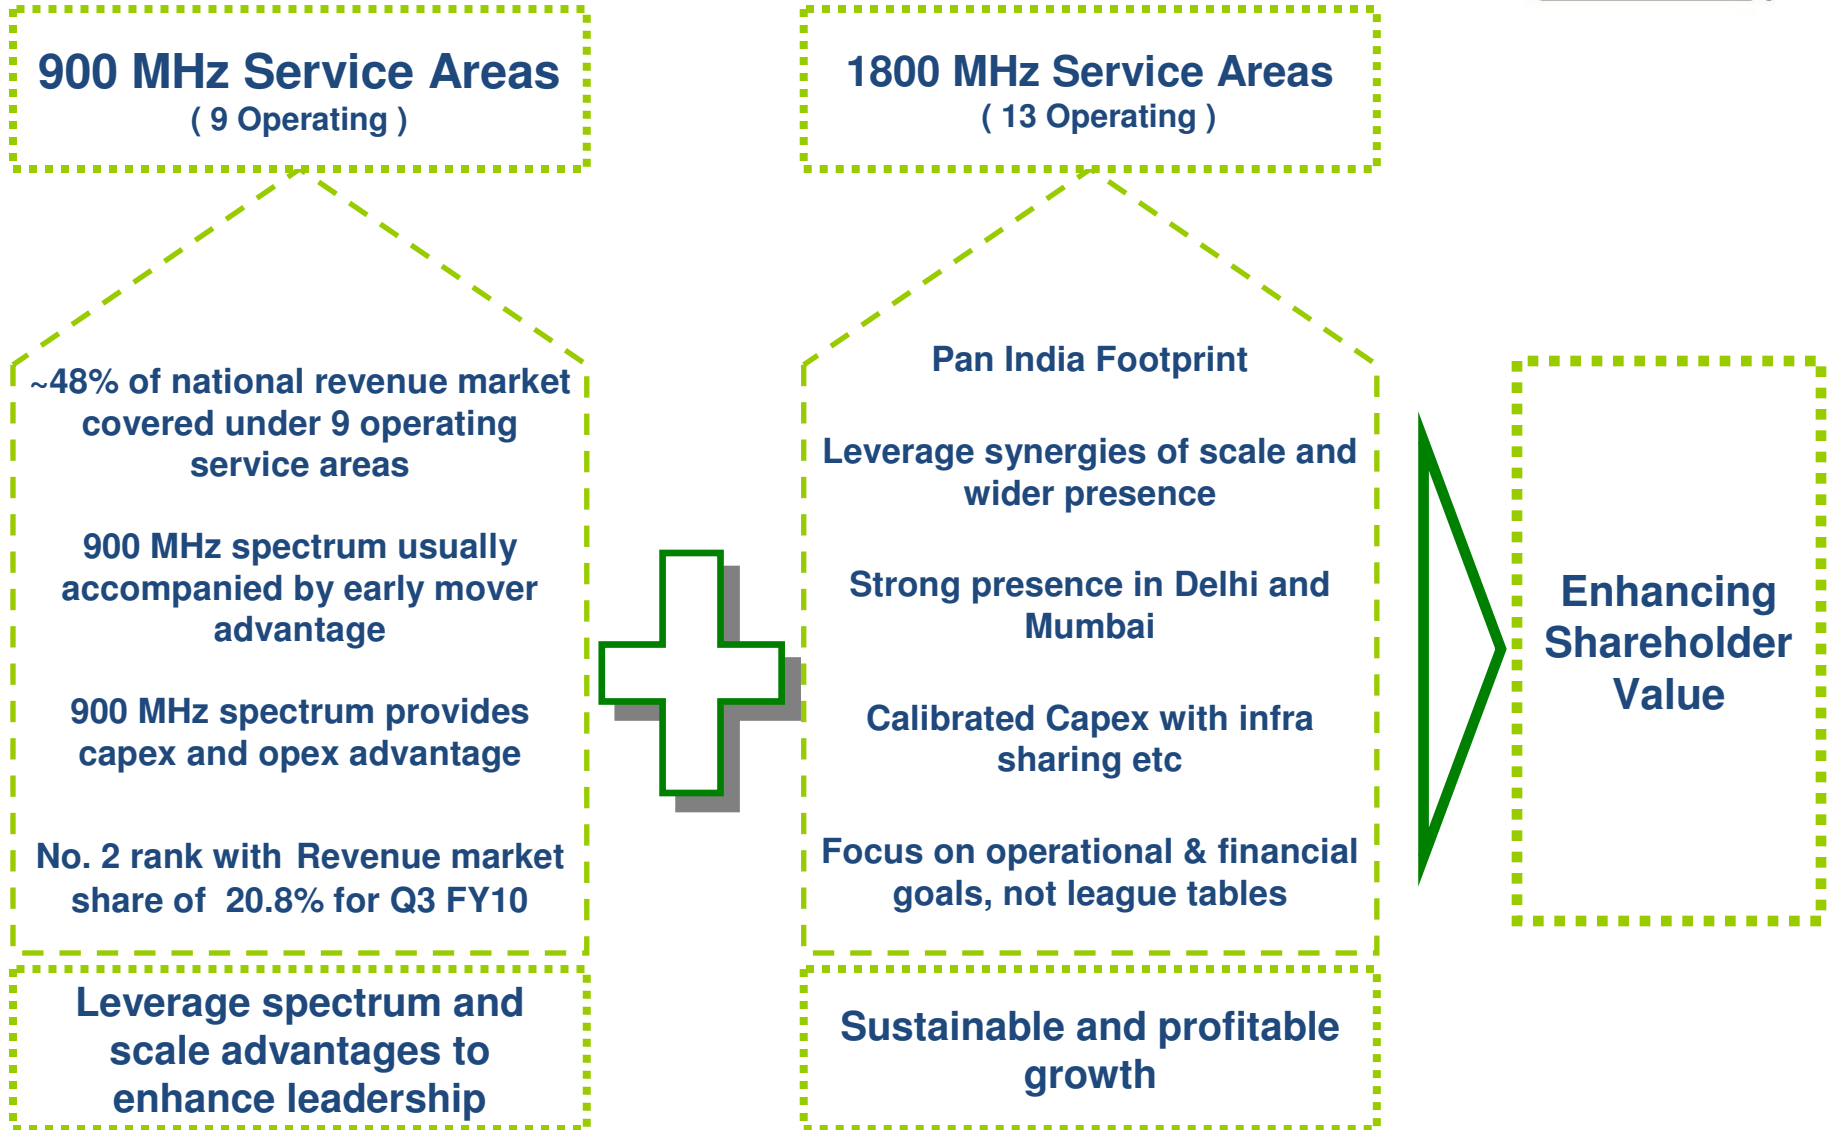 900 MHz Service Areas
( 9 Operating )
~48% of national revenue market
covered under 9 operating
service areas
900 MHz spectrum usually
accompanied by early mover
advantage
900 MHz spectrum provides
capex and opex advantage
No. 2 rank with Revenue market
share of 20.8% for Q3 FY10
Leverage spectrum and
scale advantages to
enhance leadership
1800 MHz Service Areas
( 13 Operating )
Pan India Footprint
Leverage synergies of scale and
wider presence
Strong presence in Delhi and
Mumbai
Calibrated Capex with infra
sharing etc
Focus on operational & financial
goals, not league tables
Sustainable and profitable
growth
Enhancing
Shareholder
Value